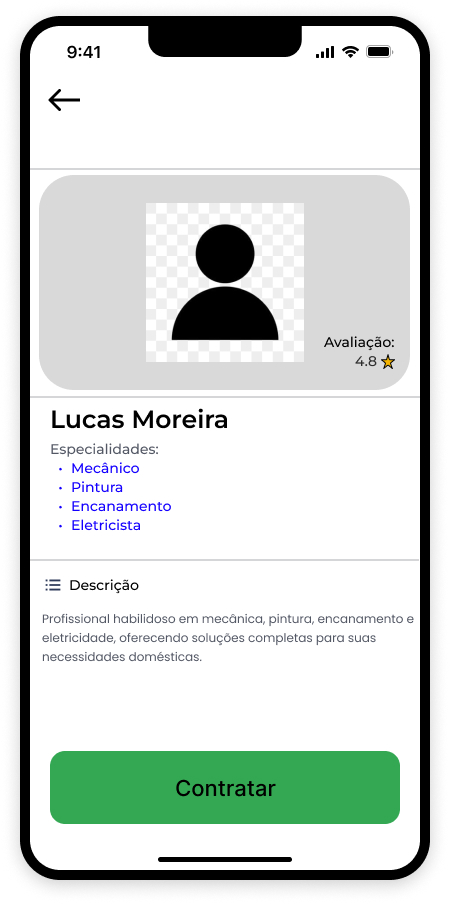 9:41
Avaliação:
4.8
Lucas Moreira
Especialidades:
• Mecânico
• Pintura
• Encanamento
• Eletricista
Descrição
Profissional habilidoso em mecânica, pintura, encanamento e
eletricidade, oferecendo soluções completas para suas
necessidades domésticas.
Contratar